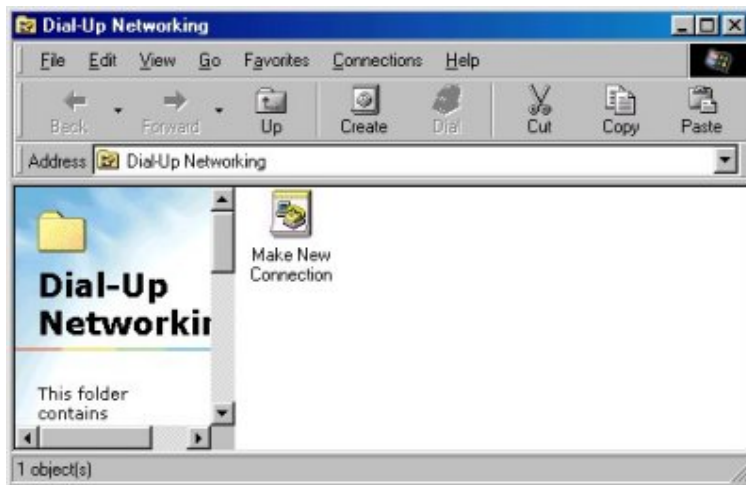 Dial-Up Networking
File Edit View Go Favorites Connections Help
Back Forward Up Create Dial Cut Copy Paste
Address Dial-Up Networking
Make New
Connection
Dial-Up
Networkin
This folder
contains
1 object(s)